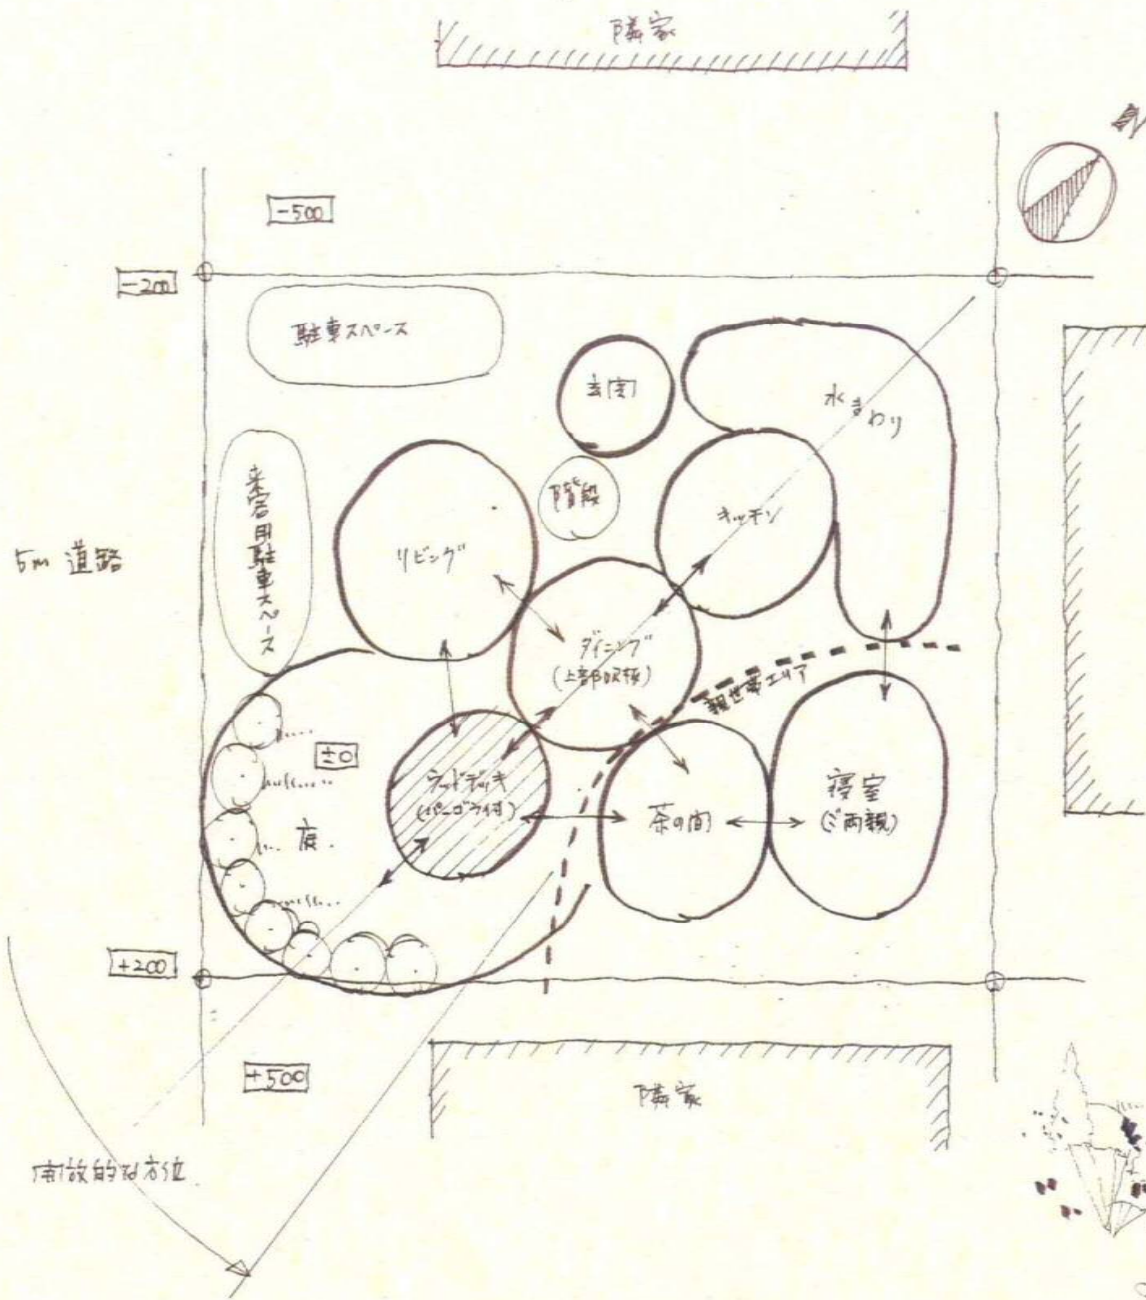 隣家
N
-500
-200
駐車スペース
玄関
水まわり
来客用駐車スペース
階段
キッチン
リビング
5m 道路
ダイニング
(上部吹抜)
親世帯エリア
±0
ウッドデッキ
(パーゴラ付)
茶の間
寝室
(ご両親)
庭
+200
+500
隣家
開放的な方位